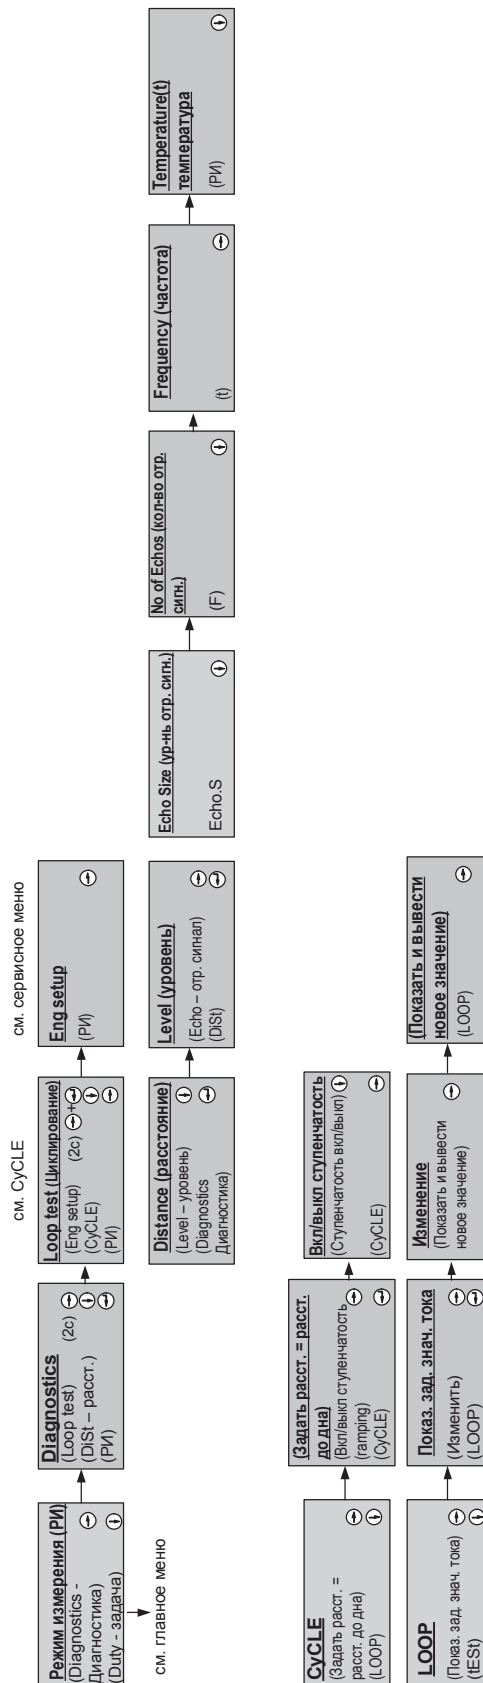 см. CyCLE
см. сервисное меню
Режим измерения (РИ)
(Diagnostics -
Диагностика)
(Duty - задача)
см. главное меню
Diagnostics
(Loop test) (2с)
(DiSt – расст.)
(РИ)
Loop test (Циклирование)
(Eng setup) (2с) +
(CyCLE)
(РИ)
Eng setup
(РИ)
Distance (расстояние)
(Level – уровень)
(Diagnostics
Диагностика)
Level (уровень)
(Echo – отр. сигнал)
(DiSt)
Echo Size (ур-нь отр. сигн.)
Echo.S
No of Echos (кол-во отр.
сигн.)
(F)
Frequency (частота)
(t)
Temperature(t)
температура
(РИ)
CyCLE
(Задать расст. =
расст. до дна)
(LOOP)
(Задать расст. = расст.
до дна)
(Вкл/выкл ступенчатость
(ramping)
(CyCLE)
Вкл/выкл ступенчатость
(Ступенчатость вкл/выкл)
(CyCLE)
LOOP
(Показ. зад. знач. тока)
(tESt)
Показ. зад. знач. тока
(Изменить)
(LOOP)
Изменение
(Показать и вывести
новое значение)
(Показать и вывести
новое значение)
(LOOP)